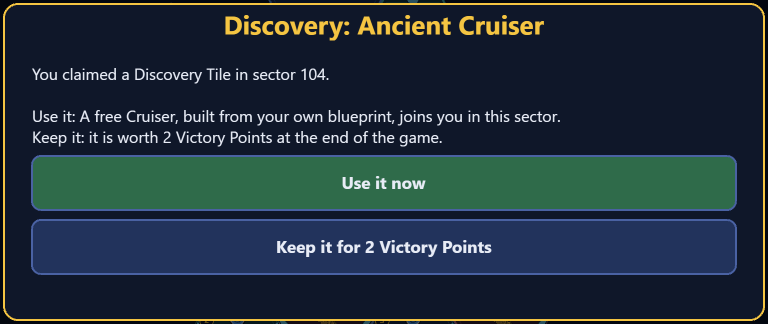 Discovery: Ancient Cruiser
You claimed a Discovery Tile in sector 104.
Use it: A free Cruiser, built from your own blueprint, joins you in this sector.
Keep it: it is worth 2 Victory Points at the end of the game.
Use it now
Keep it for 2 Victory Points